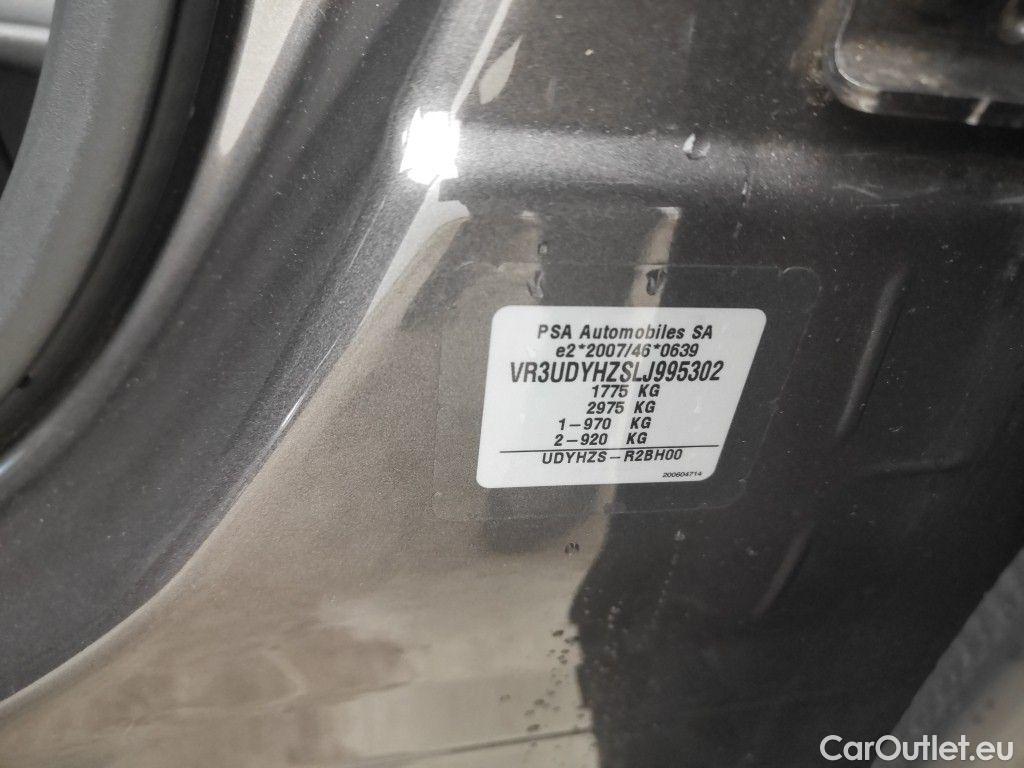 PSA Automobiles SA
e2*2007/46*0639
VR3UDYHZSLJ995302
1775 KG
2975 KG
1-970 KG
2-920 KG
UDYHZS-R2BH00
200604714
CarOutlet.eu